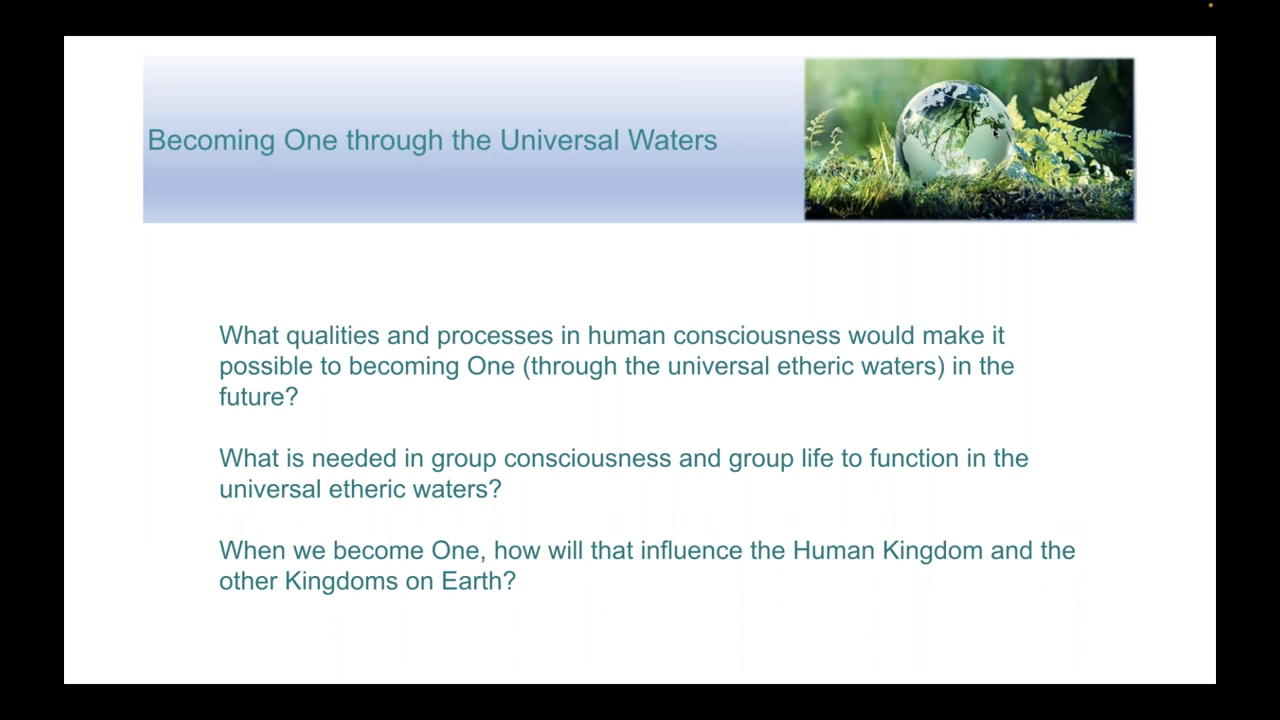 Becoming One through the Universal Waters
What qualities and processes in human consciousness would make it
possible to becoming One (through the universal etheric waters) in the
future?
What is needed in group consciousness and group life to function in the
universal etheric waters?
When we become One, how will that influence the Human Kingdom and the
other Kingdoms on Earth?